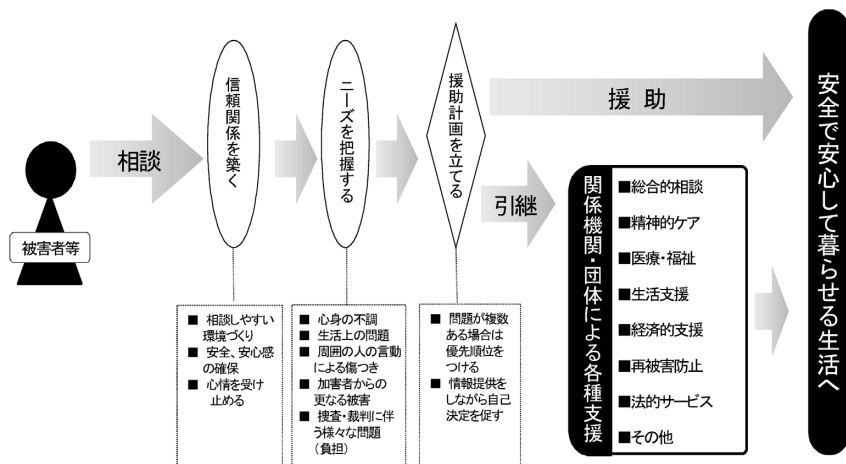 被害者等
相談
信頼関係を築く
ニーズを把握する
援助計画を立てる
援助
引継
■ 相談しやすい
環境づくり
■ 安全、安心感
の確保
■ 心情を受け
止める
■ 心身の不調
■ 生活上の問題
■ 周囲の人の言動
による傷つき
■ 加害者からの
更なる被害
■ 捜査・裁判に伴
う様々な問題
（負担）
■ 問題が複数
ある場合は
優先順位を
つける
■ 情報提供を
しながら自己
決定を促す
関係機関・団体による各種支援
■総合的相談
■精神的ケア
■医療・福祉
■生活支援
■経済的支援
■再被害防止
■法的サービス
■その他
安全で安心して暮らせる生活へ